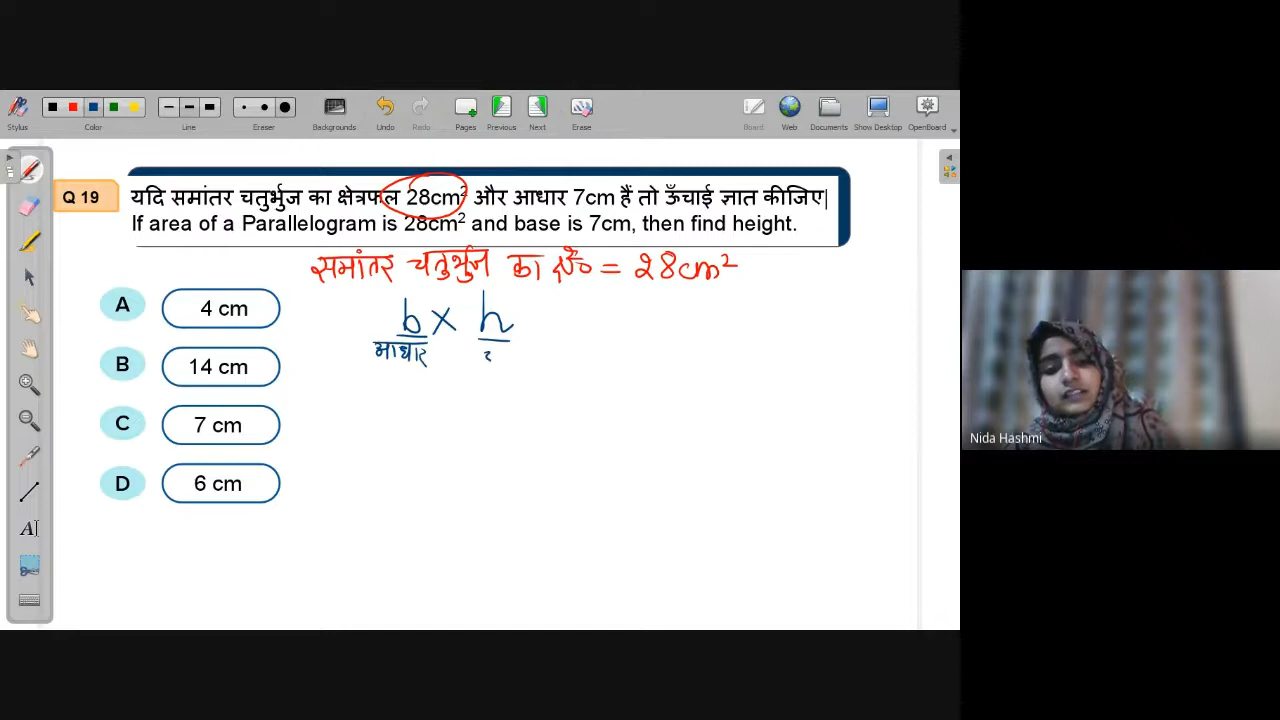 Stylus
Color
Line
Eraser
Backgrounds
Undo
Redo
Pages
Previous
Next
Erase
Board
Web
Documents
Show Desktop
OpenBoard
Q 19
यदि समांतर चतुर्भुज का क्षेत्रफल 28cm² और आधार 7cm हैं तो ऊँचाई ज्ञात कीजिए|
If area of a Parallelogram is 28cm² and base is 7cm, then find height.
समांतर चतुर्भुज का क्षे० = 28cm²
b × h
आधार
A 4 cm
B 14 cm
C 7 cm
D 6 cm
Nida Hashmi